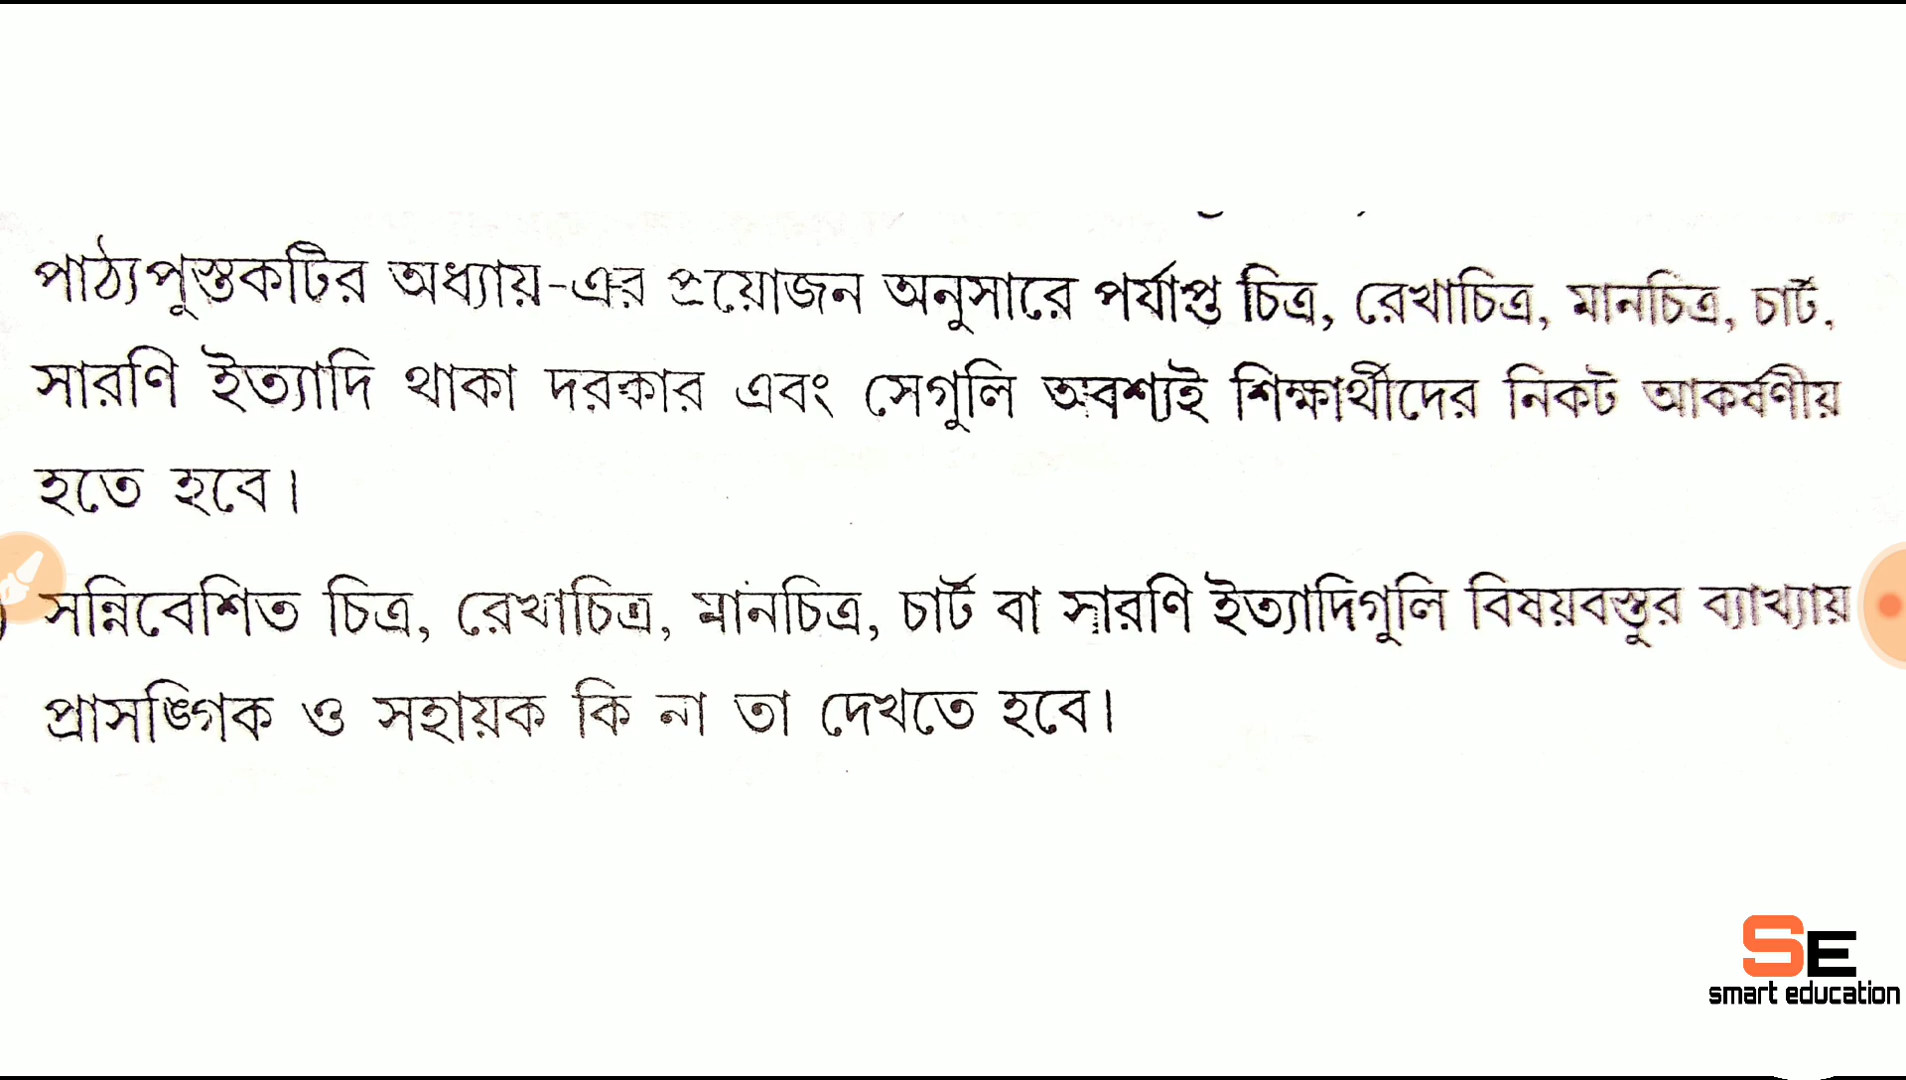 পাঠ্যপুস্তকটির অধ্যায়-এর প্রয়োজন অনুসারে পর্যাপ্ত চিত্র, রেখাচিত্র, মানচিত্র, চার্ট,
সারণি ইত্যাদি থাকা দরকার এবং সেগুলি অবশ্যই শিক্ষার্থীদের নিকট আকর্ষণীয়
হতে হবে।
সন্নিবেশিত চিত্র, রেখাচিত্র, মানচিত্র, চার্ট বা সারণি ইত্যাদিগুলি বিষয়বস্তুর ব্যাখ্যায়
প্রাসঙ্গিক ও সহায়ক কি না তা দেখতে হবে।
SE
smart education